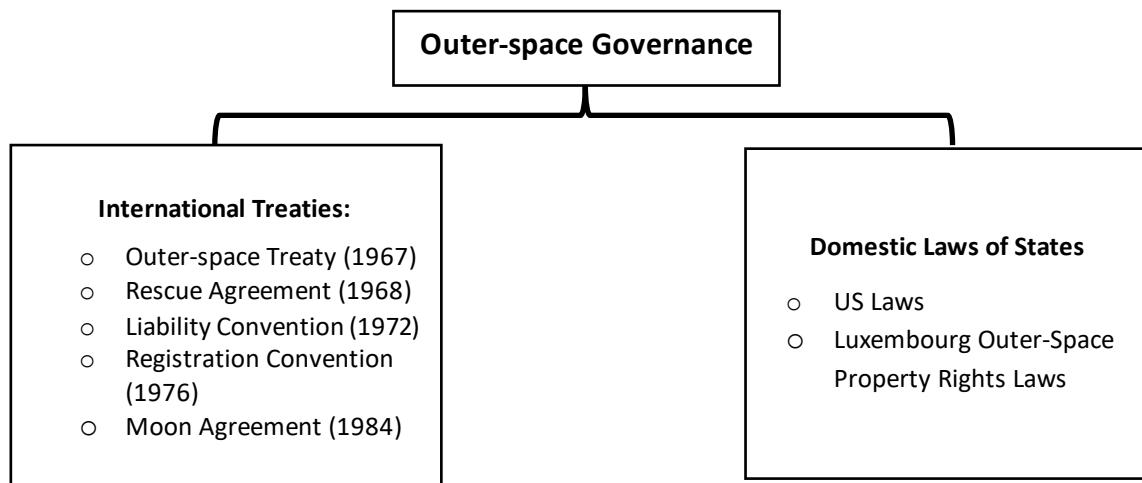 Outer-space Governance
International Treaties:
o Outer-space Treaty (1967)
o Rescue Agreement (1968)
o Liability Convention (1972)
o Registration Convention
(1976)
o Moon Agreement (1984)
Domestic Laws of States
o US Laws
o Luxembourg Outer-Space
Property Rights Laws